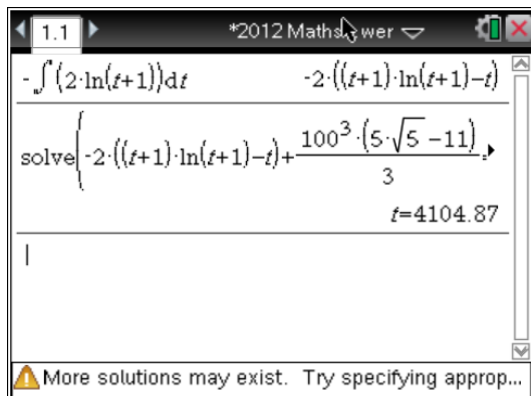 1.1 *2012 Maths wer
-∫(2·ln(t+1))dt -2·((t+1)·ln(t+1)-t)
solve(-2·((t+1)·ln(t+1)-t)+100³·(5·√5-11)/3
t=4104.87
More solutions may exist. Try specifying approp...